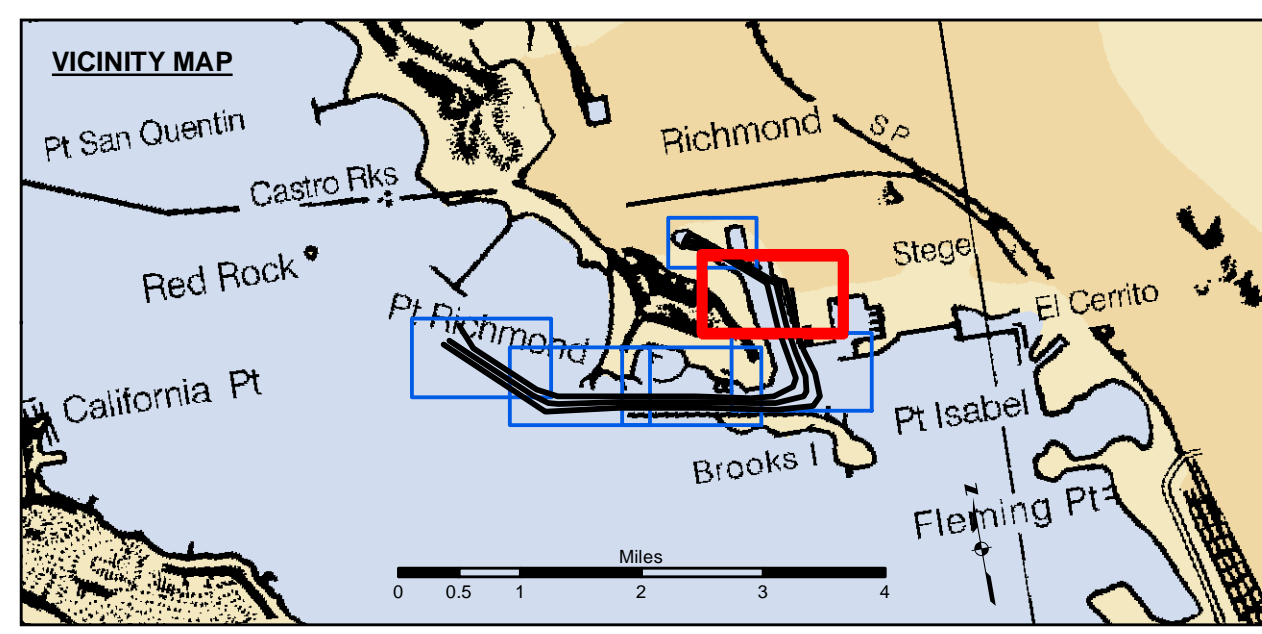 VICINITY MAP
Pt San Quentin
Richmond
S P
Castro Rks
Stege
Red Rock
El Cerrito
Pt Richmond
California Pt
Pt Isabel
Brooks I
Z
Fleming Pt
Miles
0 0.5 1 2 3 4